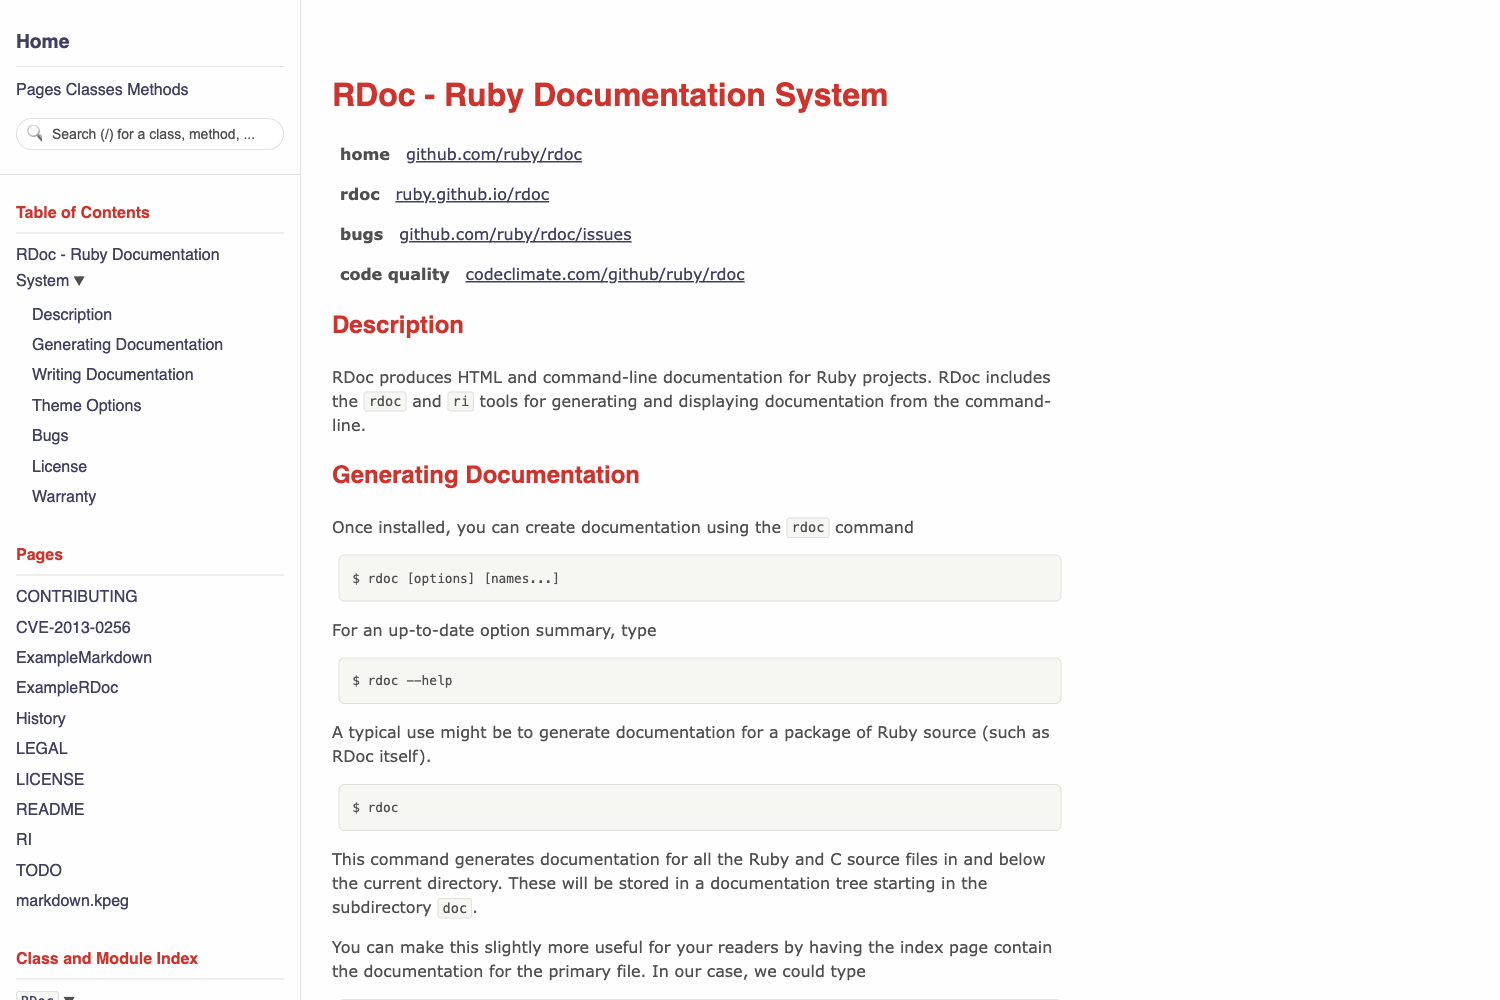 Home
Pages Classes Methods
Search (/) for a class, method, ...
Table of Contents
RDoc - Ruby Documentation
System ▼
Description
Generating Documentation
Writing Documentation
Theme Options
Bugs
License
Warranty
Pages
CONTRIBUTING
CVE-2013-0256
ExampleMarkdown
ExampleRDoc
History
LEGAL
LICENSE
README
RI
TODO
markdown.kpeg
Class and Module Index
RDoc ▼
RDoc - Ruby Documentation System
home github.com/ruby/rdoc
rdoc ruby.github.io/rdoc
bugs github.com/ruby/rdoc/issues
code quality codeclimate.com/github/ruby/rdoc
Description
RDoc produces HTML and command-line documentation for Ruby projects. RDoc includes
the rdoc and ri tools for generating and displaying documentation from the command-
line.
Generating Documentation
Once installed, you can create documentation using the rdoc command
$ rdoc [options] [names...]
For an up-to-date option summary, type
$ rdoc --help
A typical use might be to generate documentation for a package of Ruby source (such as
RDoc itself).
$ rdoc
This command generates documentation for all the Ruby and C source files in and below
the current directory. These will be stored in a documentation tree starting in the
subdirectory doc.
You can make this slightly more useful for your readers by having the index page contain
the documentation for the primary file. In our case, we could type